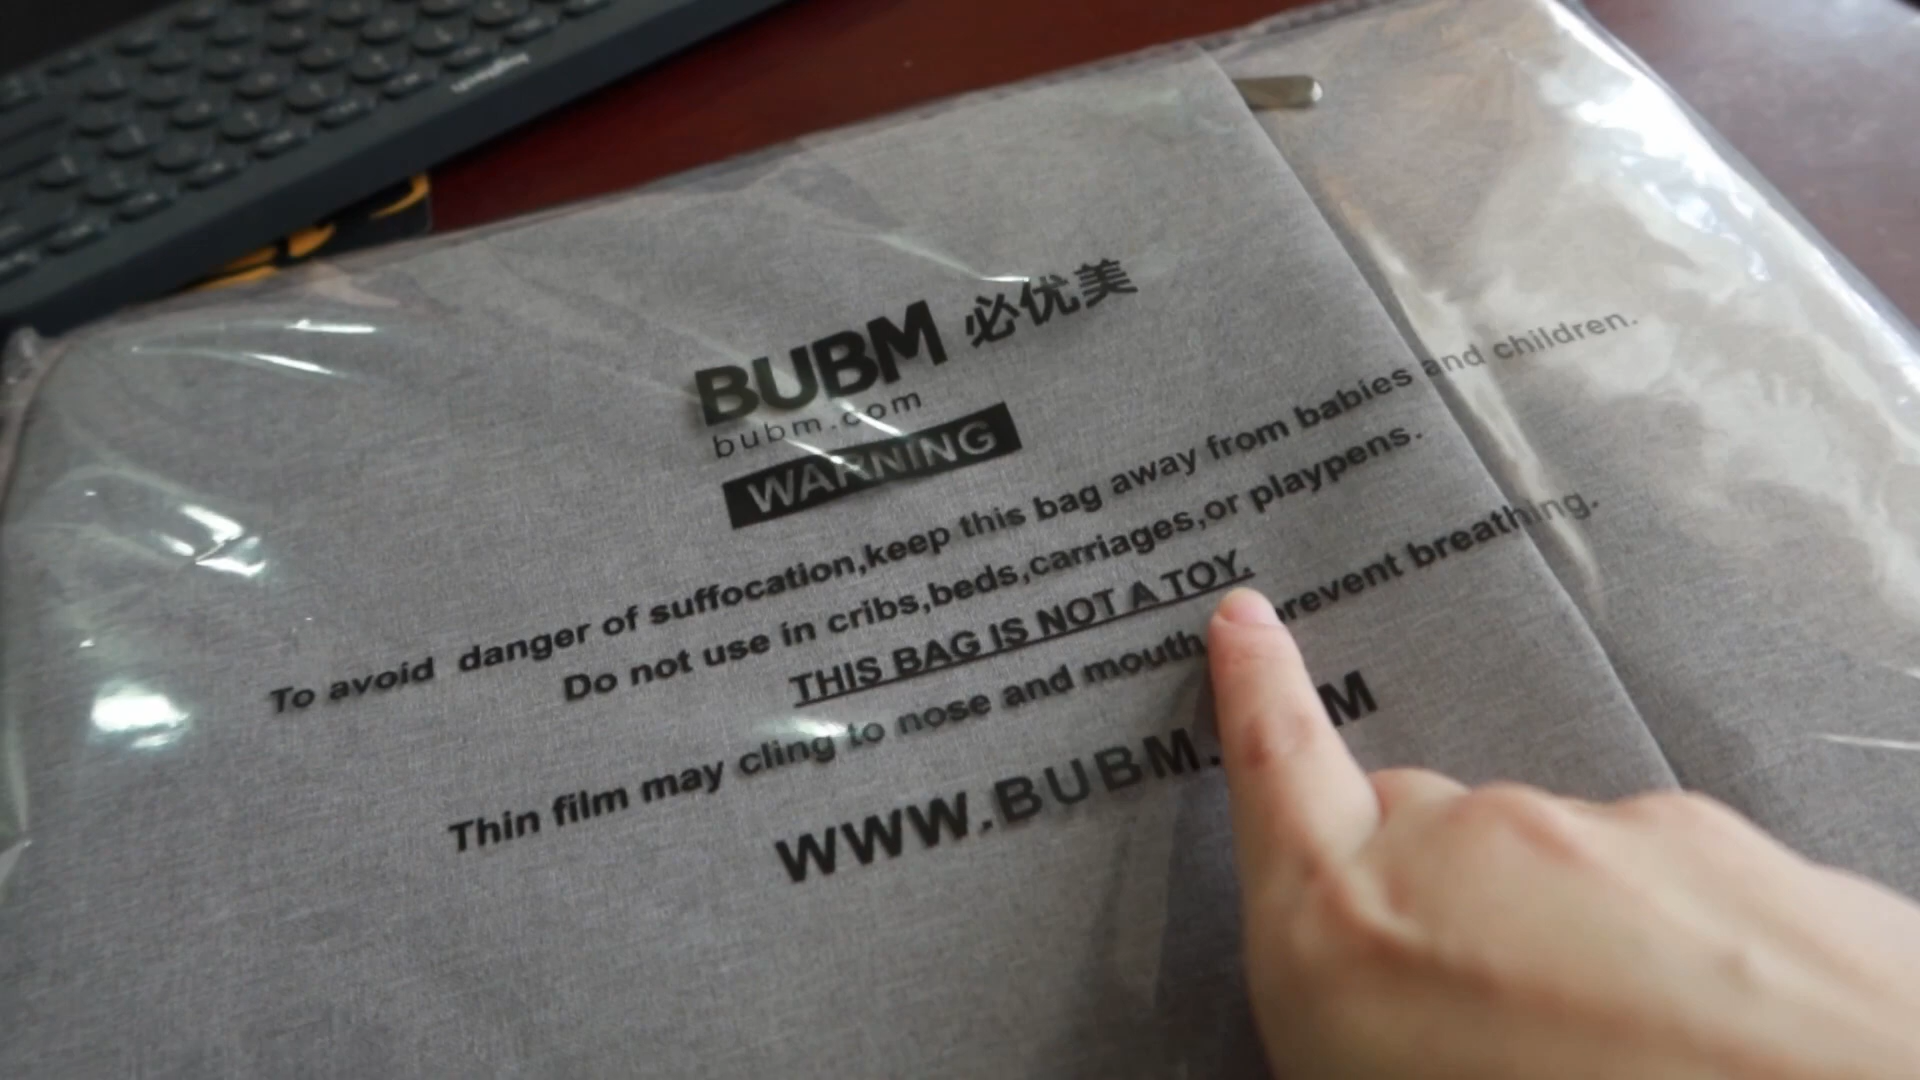 BUBM 必优美
bubm.com
WARNING
To avoid danger of suffocation,keep this bag away from babies and children.
Do not use in cribs,beds,carriages,or playpens.
THIS BAG IS NOT A TOY.
Thin film may cling to nose and mouth prevent breathing.
WWW.BUBM. M